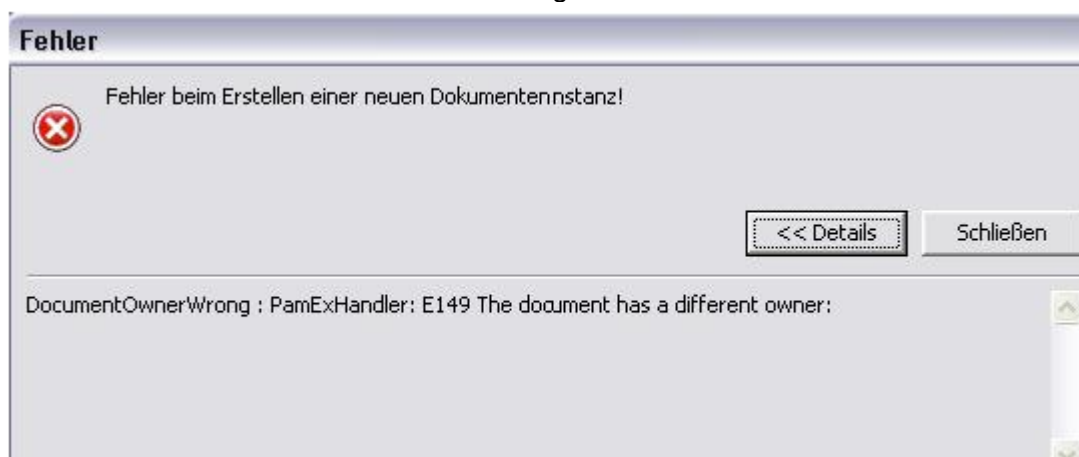 Fehler
Fehler beim Erstellen einer neuen Dokumentennstanz!
<< Details
Schließen
DocumentOwnerWrong : PamExHandler: E149 The document has a different owner: